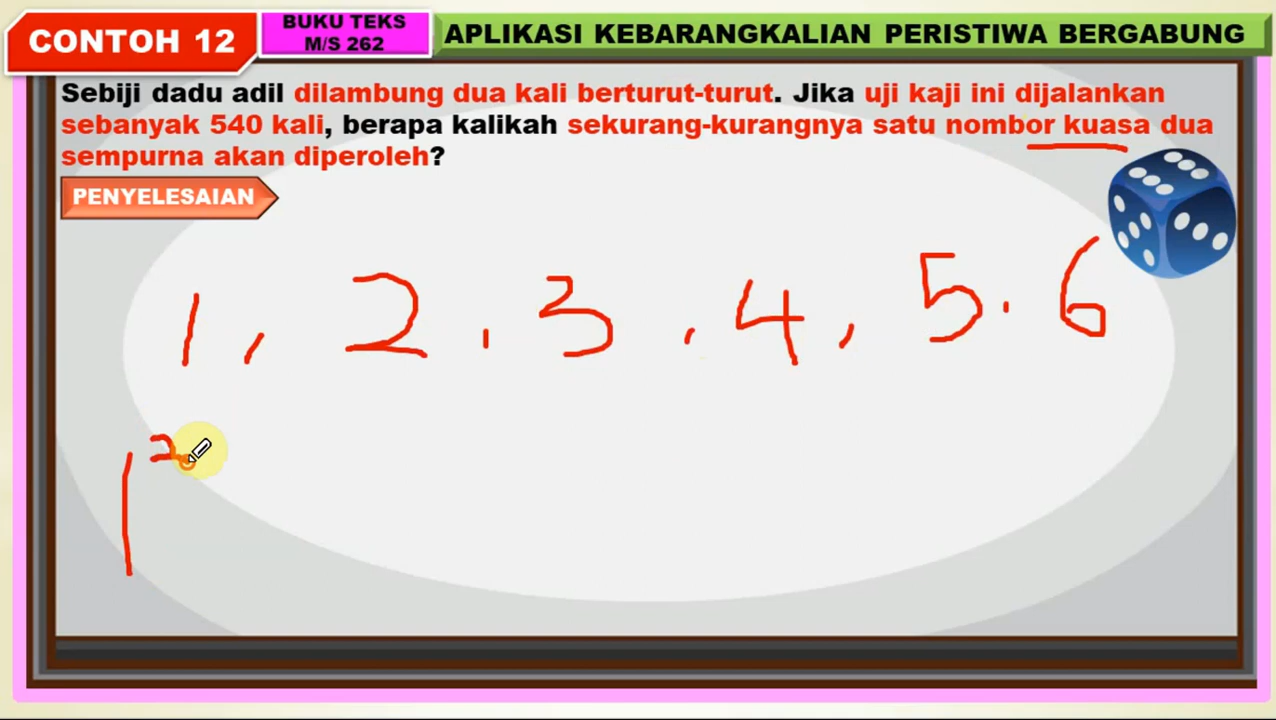 CONTOH 12
BUKU TEKS
M/S 262
APLIKASI KEBARANGKALIAN PERISTIWA BERGABUNG
Sebiji dadu adil dilambung dua kali berturut-turut. Jika uji kaji ini dijalankan
sebanyak 540 kali, berapa kalikah sekurang-kurangnya satu nombor kuasa dua
sempurna akan diperoleh?
PENYELESAIAN
1, 2, 3, 4, 5, 6
1²